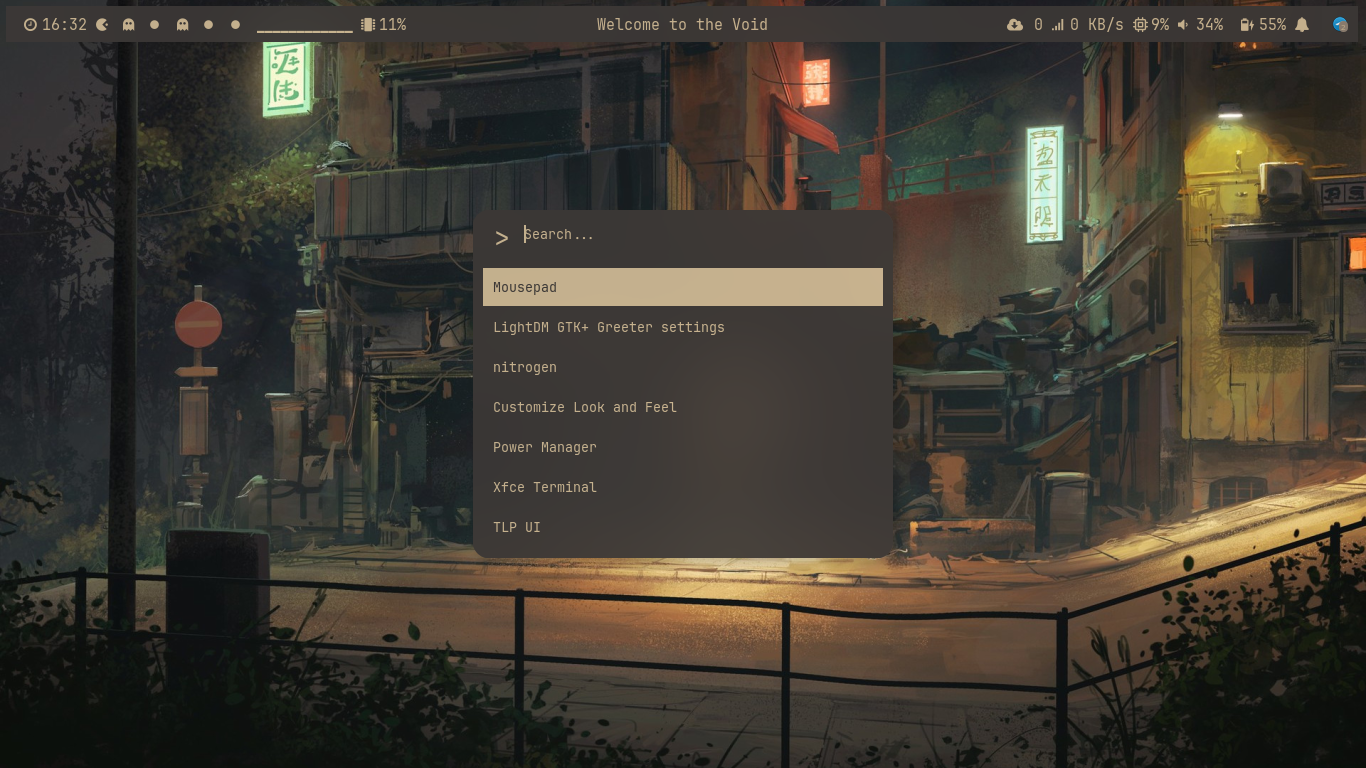 16:32 11% Welcome to the Void 0 0 KB/s 9% 34% 55%
> Search...
Mousepad
LightDM GTK+ Greeter settings
nitrogen
Customize Look and Feel
Power Manager
Xfce Terminal
TLP UI